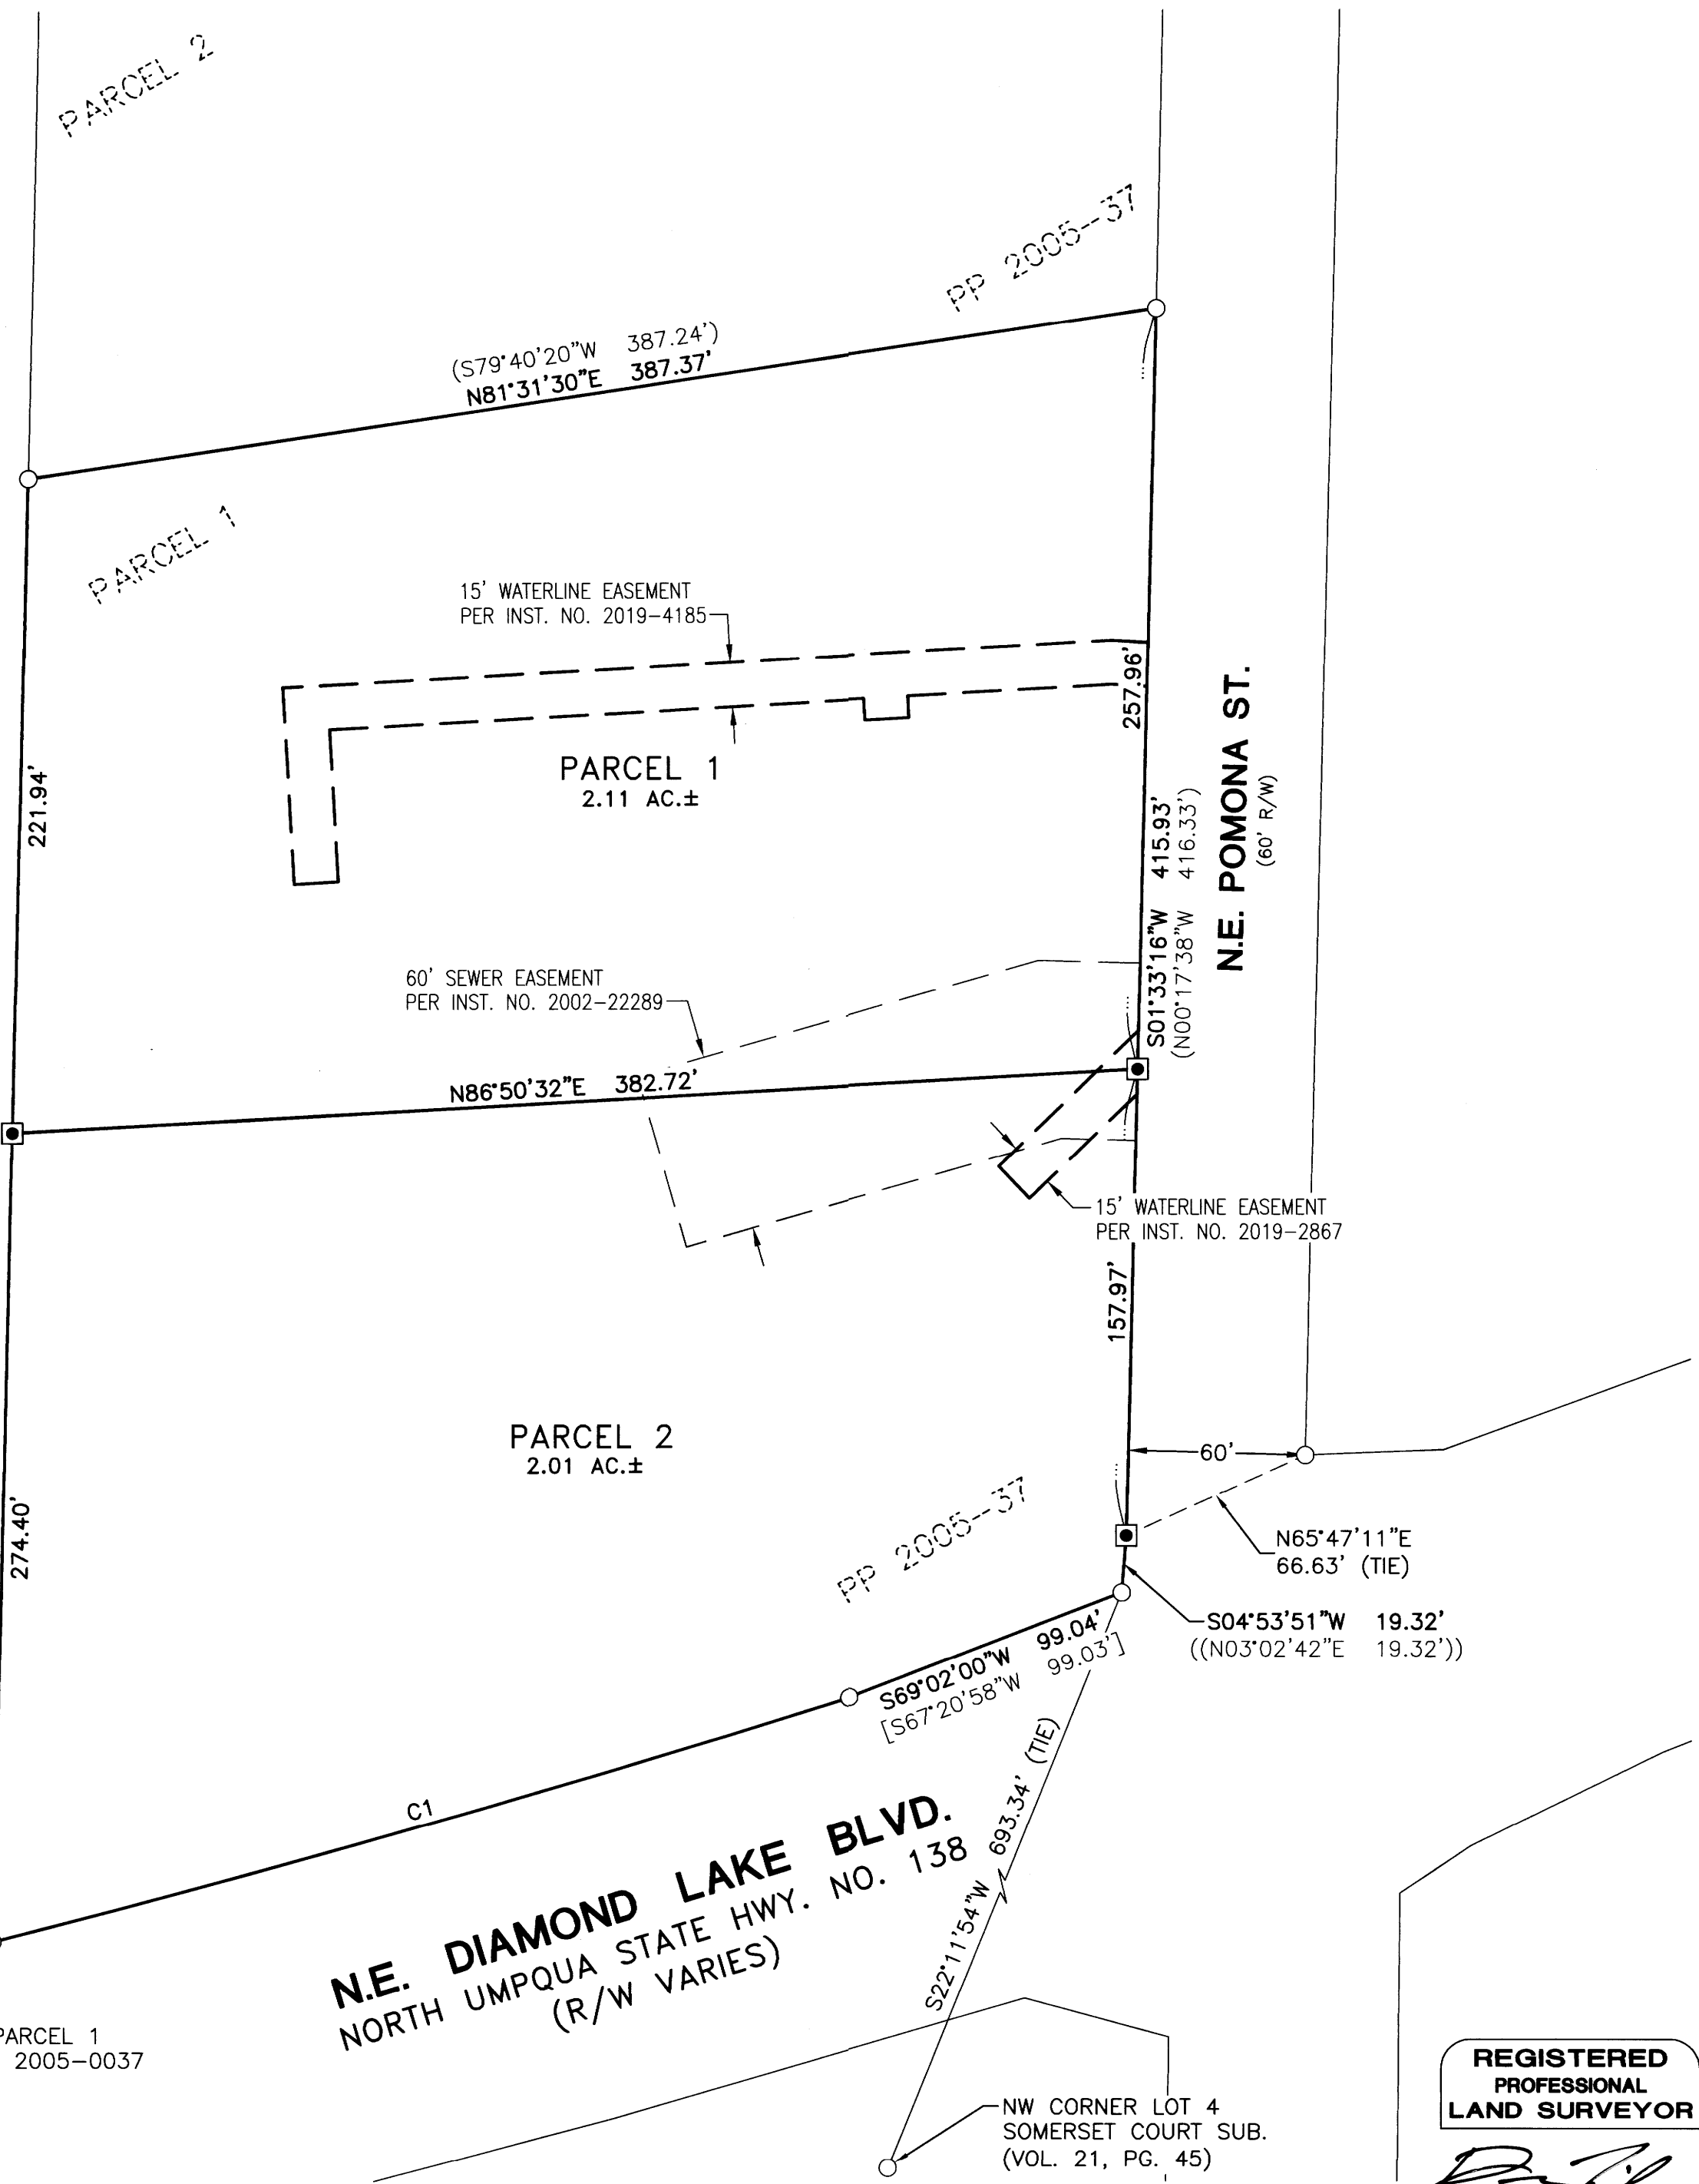 PARCEL 2
PP 2005-37
(S79°40'20"W 387.24')
N81°31'30"E 387.37'
PARCEL 1
15' WATERLINE EASEMENT
PER INST. NO. 2019-4185
257.96'
N.E. POMONA ST.
(60' R/W)
221.94'
PARCEL 1
2.11 AC.±
S01°33'16"W 415.93'
(N00°17'38"W 416.33')
60' SEWER EASEMENT
PER INST. NO. 2002-22289
N86°50'32"E 382.72'
15' WATERLINE EASEMENT
PER INST. NO. 2019-2867
157.97'
PARCEL 2
2.01 AC.±
60'
274.40'
PP 2005-37
N65°47'11"E
66.63' (TIE)
S04°53'51"W 19.32'
((N03°02'42"E 19.32'))
S69°02'00"W 99.04'
[S67°20'58"W 99.03']
C1
S22°11'54"W 693.34' (TIE)
N.E. DIAMOND LAKE BLVD.
NORTH UMPQUA STATE HWY. NO. 138
(R/W VARIES)
PARCEL 1
2005-0037
NW CORNER LOT 4
SOMERSET COURT SUB.
(VOL. 21, PG. 45)
REGISTERED
PROFESSIONAL
LAND SURVEYOR